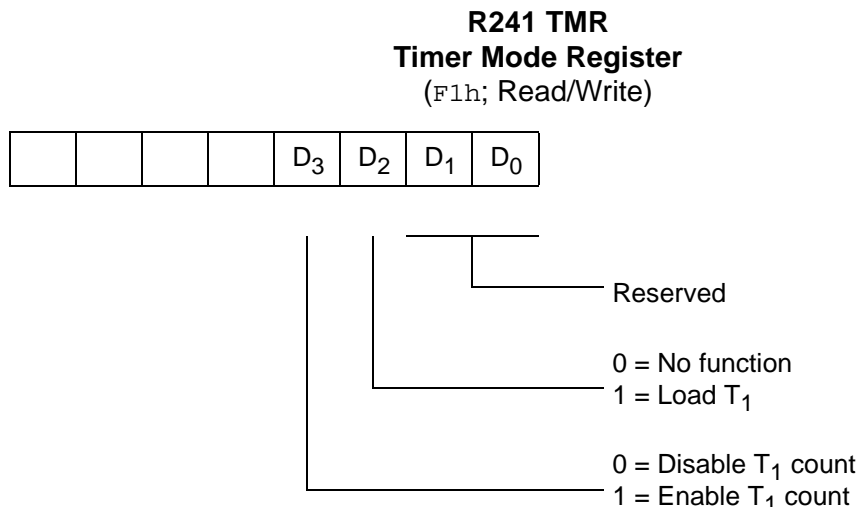 R241 TMR
Timer Mode Register
(F1h; Read/Write)
D3 D2 D1 D0
Reserved
0 = No function
1 = Load T1
0 = Disable T1 count
1 = Enable T1 count